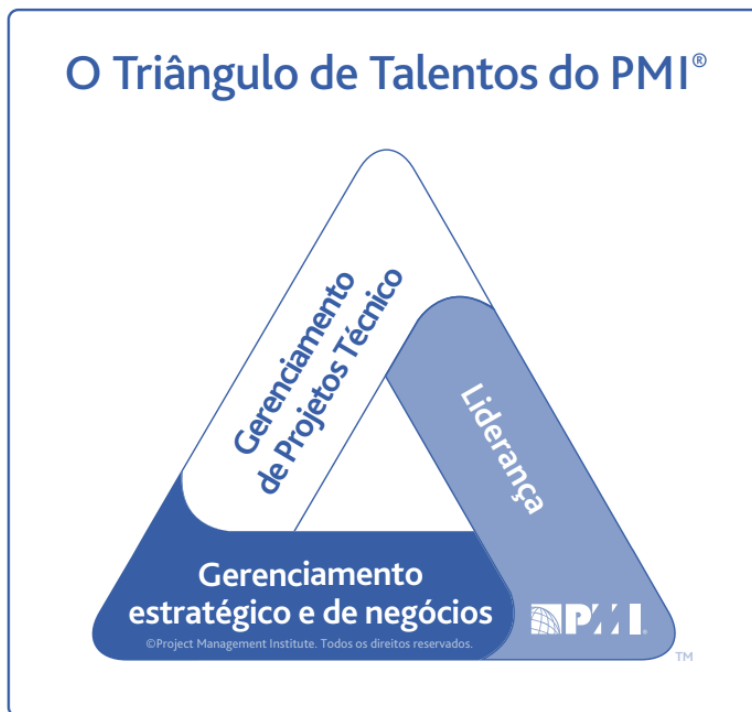 O Triângulo de Talentos do PMI®
Gerenciamento
de Projetos Técnico
Liderança
Gerenciamento
estratégico e de negócios
©Project Management Institute. Todos os direitos reservados.
PMI.
TM